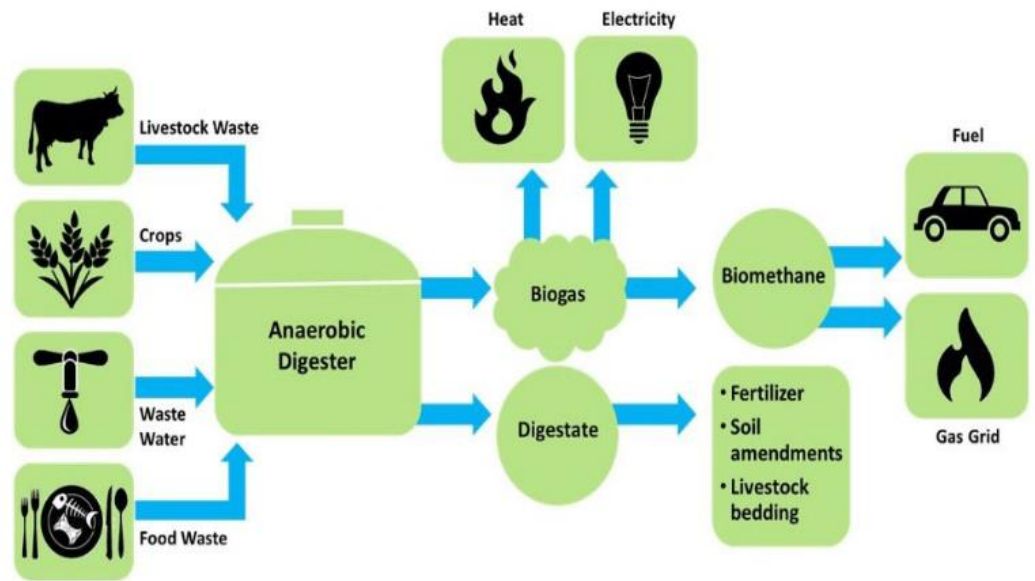 Heat
Electricity
Livestock Waste
Fuel
Crops
Biogas
Biomethane
Anaerobic
Digester
Waste
Water
Digestate
• Fertilizer
• Soil
amendments
• Livestock
bedding
Gas Grid
Food Waste